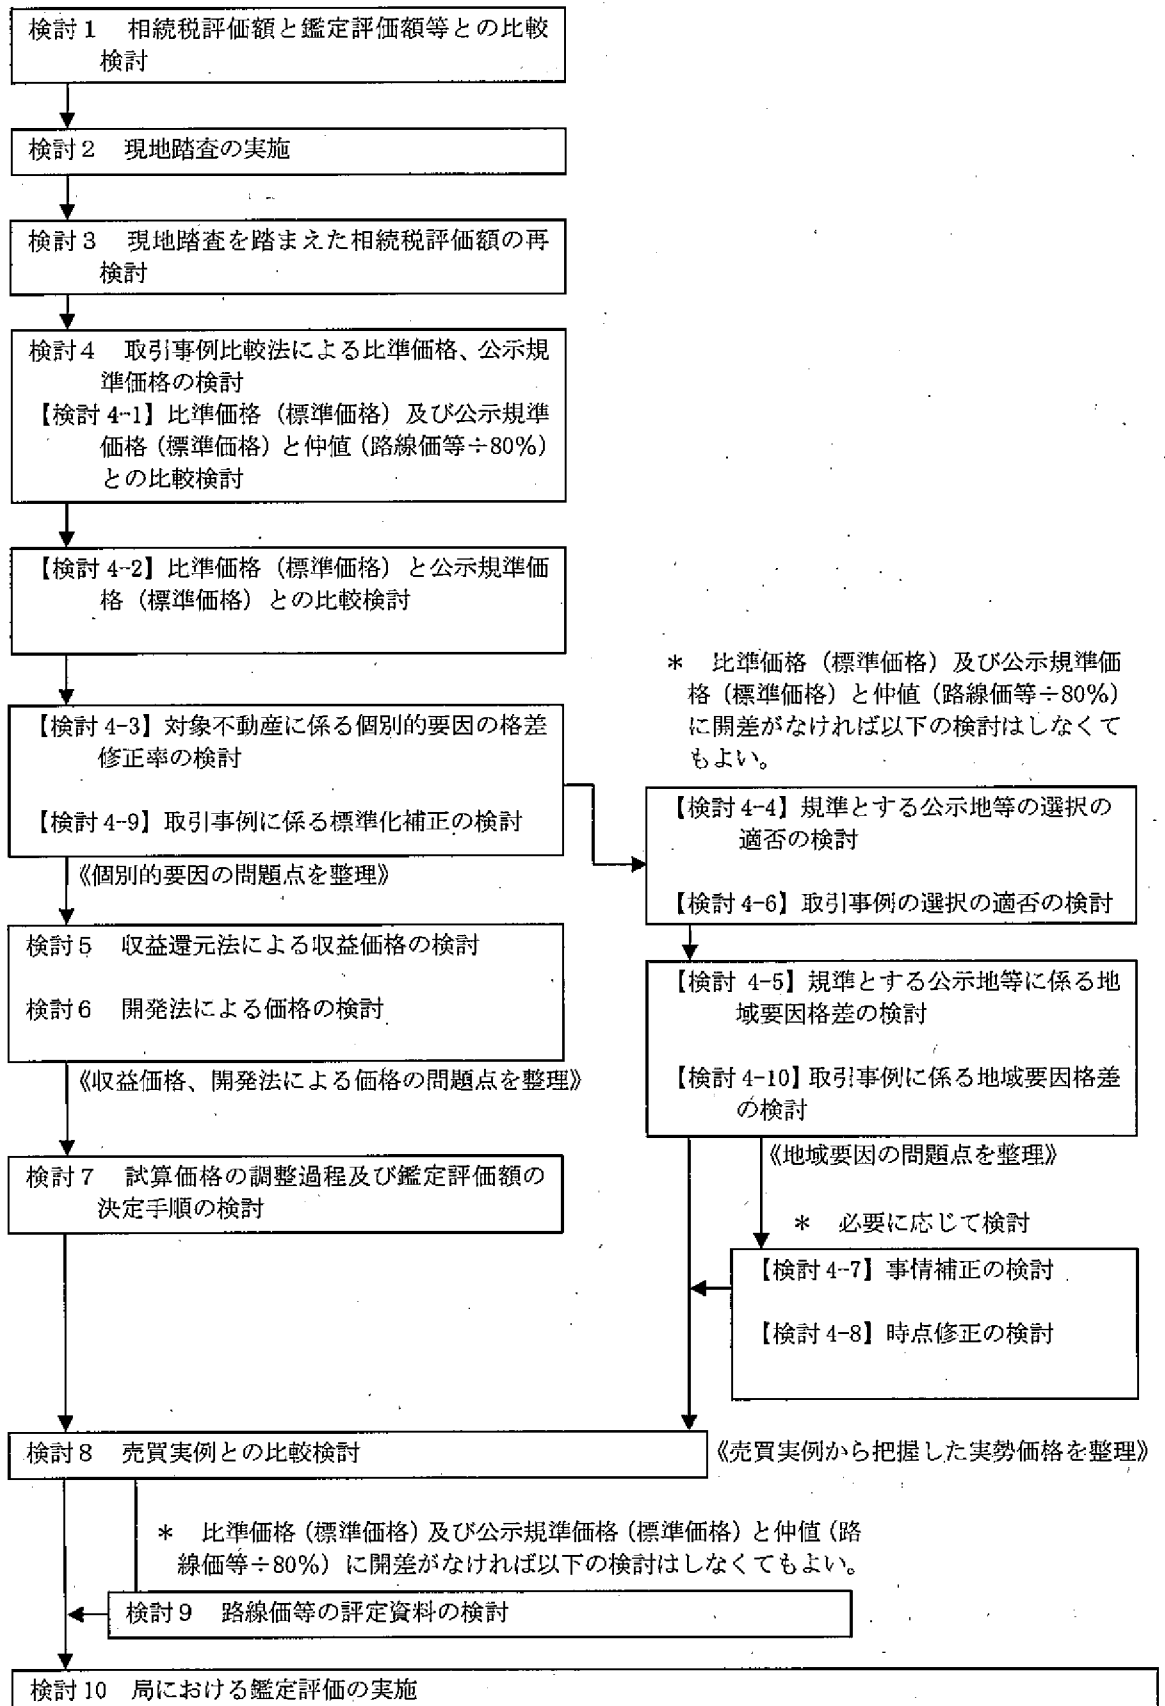 検討1 相続税評価額と鑑定評価額等との比較
検討
検討2 現地踏査の実施
検討3 現地踏査を踏まえた相続税評価額の再
検討
検討4 取引事例比較法による比準価格、公示規
準価格の検討
【検討 4-1】比準価格（標準価格）及び公示規準
価格（標準価格）と仲値（路線価等÷80%）
との比較検討
【検討 4-2】比準価格（標準価格）と公示規準価
格（標準価格）との比較検討
【検討 4-3】対象不動産に係る個別的要因の格差
修正率の検討
【検討 4-9】取引事例に係る標準化補正の検討
《個別的要因の問題点を整理》
＊ 比準価格（標準価格）及び公示規準価
格（標準価格）と仲値（路線価等÷80%）
に開差がなければ以下の検討はしなくて
もよい。
【検討 4-4】規準とする公示地等の選択の
適否の検討
【検討 4-6】取引事例の選択の適否の検討
【検討 4-5】規準とする公示地等に係る地
域要因格差の検討
【検討 4-10】取引事例に係る地域要因格差
の検討
《地域要因の問題点を整理》
＊ 必要に応じて検討
【検討 4-7】事情補正の検討
【検討 4-8】時点修正の検討
検討5 収益還元法による収益価格の検討
検討6 開発法による価格の検討
《収益価格、開発法による価格の問題点を整理》
検討7 試算価格の調整過程及び鑑定評価額の
決定手順の検討
検討8 売買実例との比較検討
《売買実例から把握した実勢価格を整理》
＊ 比準価格（標準価格）及び公示規準価格（標準価格）と仲値（路
線価等÷80%）に開差がなければ以下の検討はしなくてもよい。
検討9 路線価等の評定資料の検討
検討10 局における鑑定評価の実施